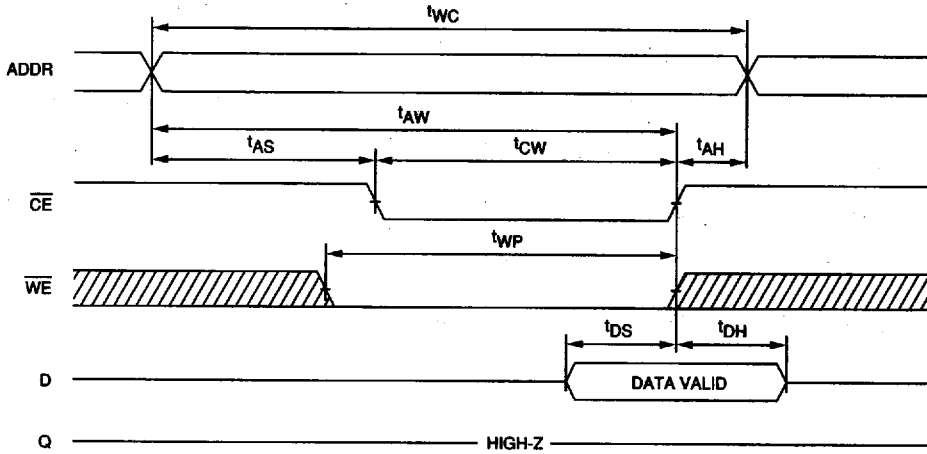 tWC
ADDR
tAW
tAS tCW tAH
CE
tWP
WE
tDS tDH
D DATA VALID
Q HIGH-Z